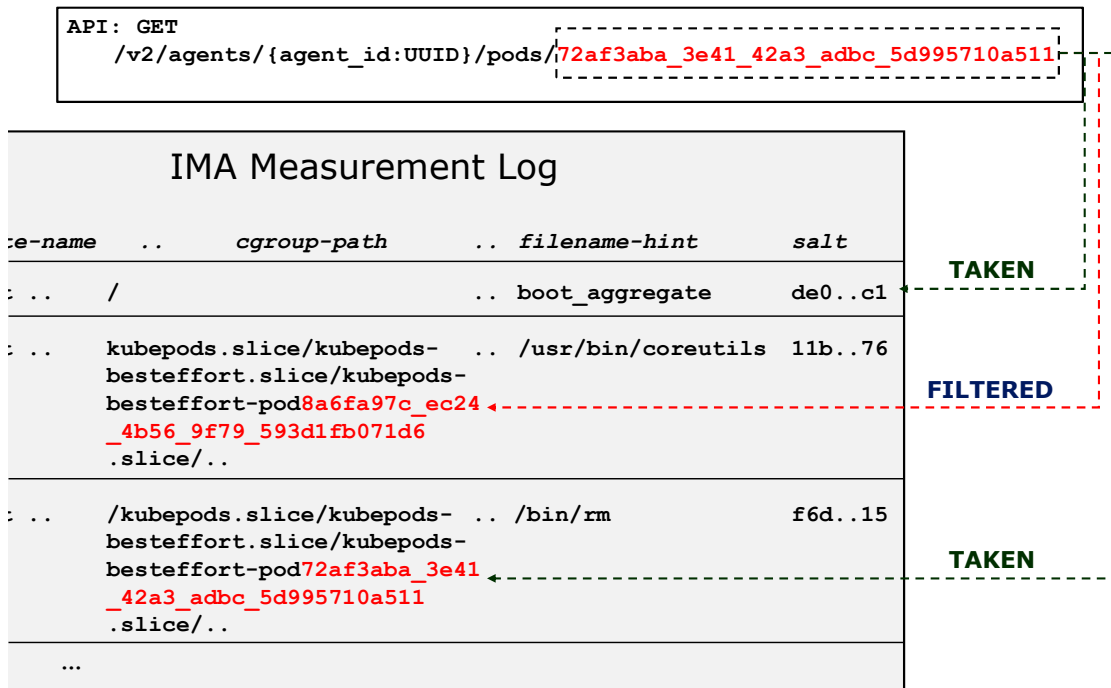 API: GET
/v2/agents/{agent_id:UUID}/pods/72af3aba_3e41_42a3_adbc_5d995710a511
IMA Measurement Log
te-name .. cgroup-path .. filename-hint salt
.. / .. boot_aggregate de0..c1
TAKEN
.. kubepods.slice/kubepods- .. /usr/bin/coreutils 11b..76
besteffort.slice/kubepods-
besteffort-pod8a6fa97c_ec24
FILTERED
_4b56_9f79_593d1fb071d6
.slice/..
.. /kubepods.slice/kubepods- .. /bin/rm f6d..15
besteffort.slice/kubepods-
besteffort-pod72af3aba_3e41
TAKEN
_42a3_adbc_5d995710a511
.slice/..
...